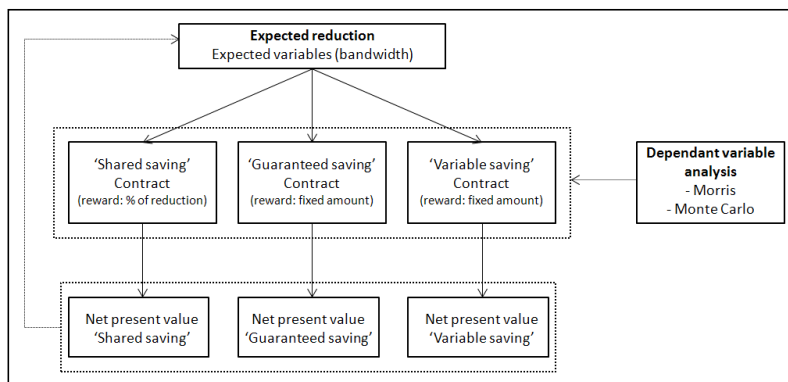 Expected reduction
Expected variables (bandwidth)
'Shared saving'
Contract
(reward: % of reduction)
'Guaranteed saving'
Contract
(reward: fixed amount)
'Variable saving'
Contract
(reward: fixed amount)
Dependant variable
analysis
- Morris
- Monte Carlo
Net present value
'Shared saving'
Net present value
'Guaranteed saving'
Net present value
'Variable saving'